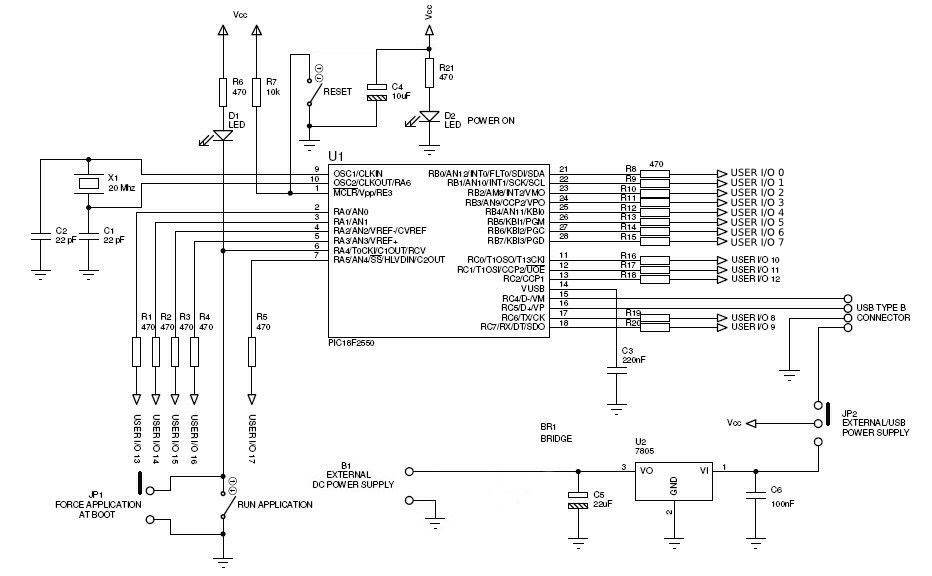 Vcc
Vcc
R6
470
R7
10k
RESET
C4
10uF
R21
470
D1
LED
D2
LED
POWER ON
U1
X1
20 Mhz
C2
22 pF
C1
22 pF
9
10
1
2
3
4
5
6
7
OSC1/CLKIN
OSC2/CLKOUT/RA6
MCLR/Vpp/RE3
RA0/AN0
RA1/AN1
RA2/AN2/VREF-/CVREF
RA3/AN3/VREF+
RA4/ToCKI/C1OUT/RCV
RA5/AN4/SS/HLVDIN/C2OUT
RB0/AN12/INT0/FLTO/SDI/SDA
RB1/AN10/INT1/SCK/SCL
RB2/AM8/INT2/VMO
RB3/AN9/CCP2/VPO
RB4/AN11/KBI0
RB5/KBI1/PGM
RB6/KBI2/PGC
RB7/KBI3/PGD
RC0/T1OSO/T13CKI
RC1/T1OSI/CCP2/UOE
RC2/CCP1
VUSB
RC4/D-/VM
RC5/D+/VP
RC6/TX/CK
RC7/RX/DT/SDO
PIC18F2550
21
22
23
24
25
26
27
28
11
12
13
14
15
16
17
18
470
R8
R9
R10
R11
R12
R13
R14
R15
R16
R17
R18
R19
R20
USER I/O 0
USER I/O 1
USER I/O 2
USER I/O 3
USER I/O 4
USER I/O 5
USER I/O 6
USER I/O 7
USER I/O 10
USER I/O 11
USER I/O 12
USER I/O 8
USER I/O 9
USB TYPE B
CONNECTOR
C3
220nF
R1
470
R2
470
R3
470
R4
470
R5
470
USER I/O 13
USER I/O 14
USER I/O 15
USER I/O 16
USER I/O 17
JP1
FORCE APPLICATION
AT BOOT
RUN APPLICATION
B1
EXTERNAL
DC POWER SUPPLY
BR1
BRIDGE
C5
22uF
U2
7805
3
VO
VI
1
GND
2
C6
100nF
Vcc
JP2
EXTERNAL/USB
POWER SUPPLY